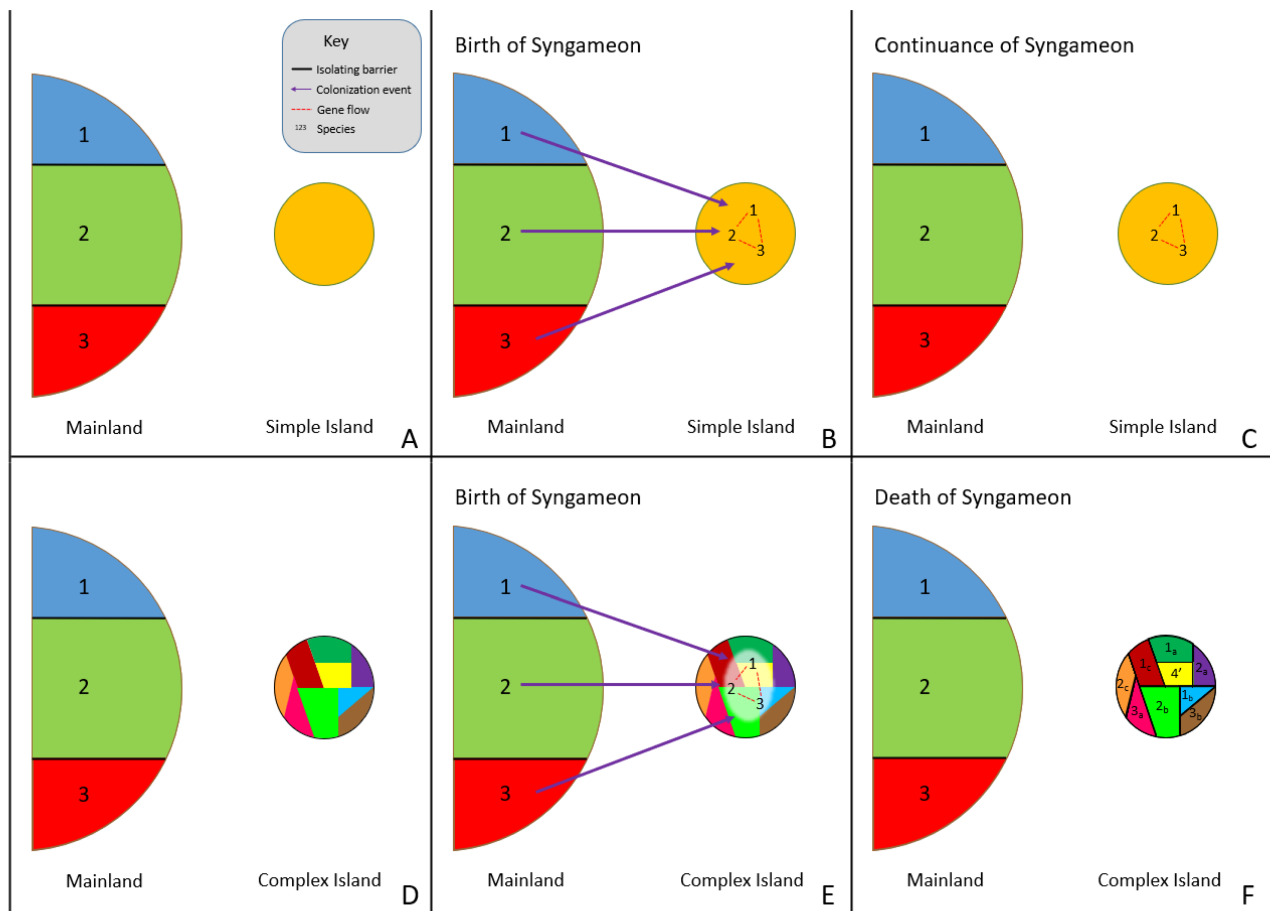 Key
Isolating barrier
Colonization event
Gene flow
123 Species
1
2
3
Mainland
Simple Island
A
Birth of Syngameon
1
2
3
1
2
3
Mainland
Simple Island
B
Continuance of Syngameon
1
2
3
1
2
3
Mainland
Simple Island
C
1
2
3
Mainland
Complex Island
D
Birth of Syngameon
1
2
3
1
2
3
Mainland
Complex Island
E
Death of Syngameon
1
2
3
1a
1c
4'
2a
2c
1b
3a
2b
3b
Mainland
Complex Island
F